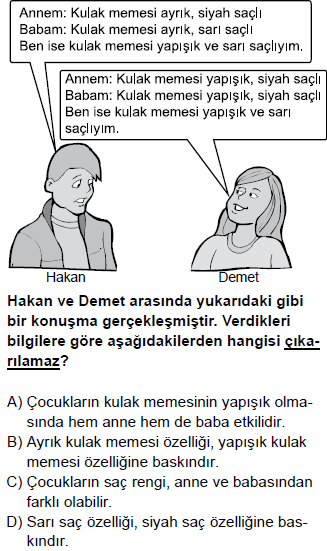 Annem: Kulak memesi ayrık, siyah saçlı
Babam: Kulak memesi ayrık, sarı saçlı
Ben ise kulak memesi yapışık ve sarı saçlıyım.
Annem: Kulak memesi yapışık, siyah saçlı
Babam: Kulak memesi yapışık, siyah saçlı
Ben ise kulak memesi yapışık ve sarı
saçlıyım.
Hakan
Demet
Hakan ve Demet arasında yukarıdaki gibi
bir konuşma gerçekleşmiştir. Verdikleri
bilgilere göre aşağıdakilerden hangisi çıka-
rılamaz?
A) Çocukların kulak memesinin yapışık olma-
sında hem anne hem de baba etkilidir.
B) Ayrık kulak memesi özelliği, yapışık kulak
memesi özelliğine baskındır.
C) Çocukların saç rengi, anne ve babasından
farklı olabilir.
D) Sarı saç özelliği, siyah saç özelliğine bas-
kındır.